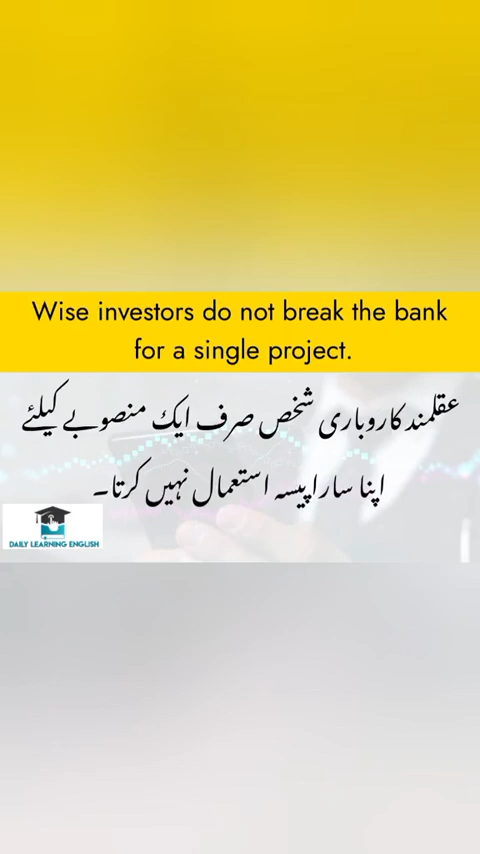 Wise investors do not break the bank
for a single project.
عقلمند کاروباری شخص صرف ایک منصوبے کیلئے
اپنا سارا پیسہ استعمال نہیں کرتا۔
DAILY LEARNING ENGLISH